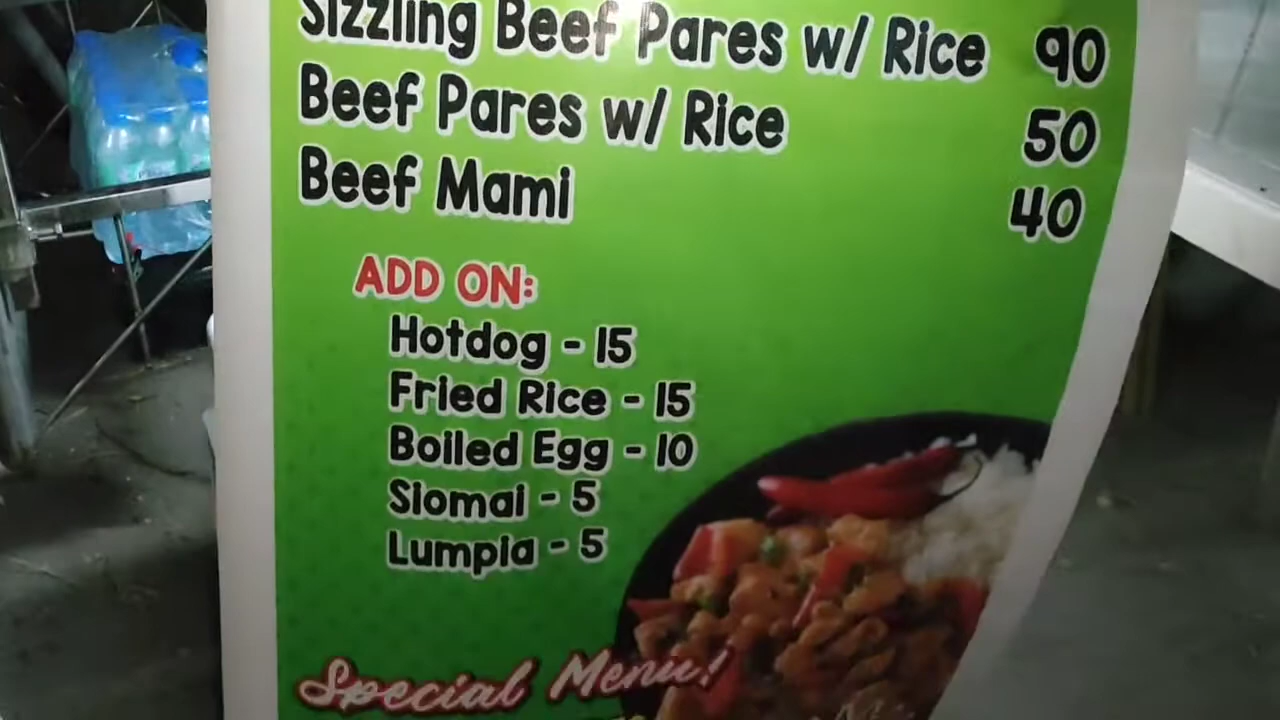 Sizzling Beef Pares w/ Rice 90
Beef Pares w/ Rice 50
Beef Mami 40
ADD ON:
Hotdog - 15
Fried Rice - 15
Boiled Egg - 10
Siomai - 5
Lumpia - 5
Special Menu!